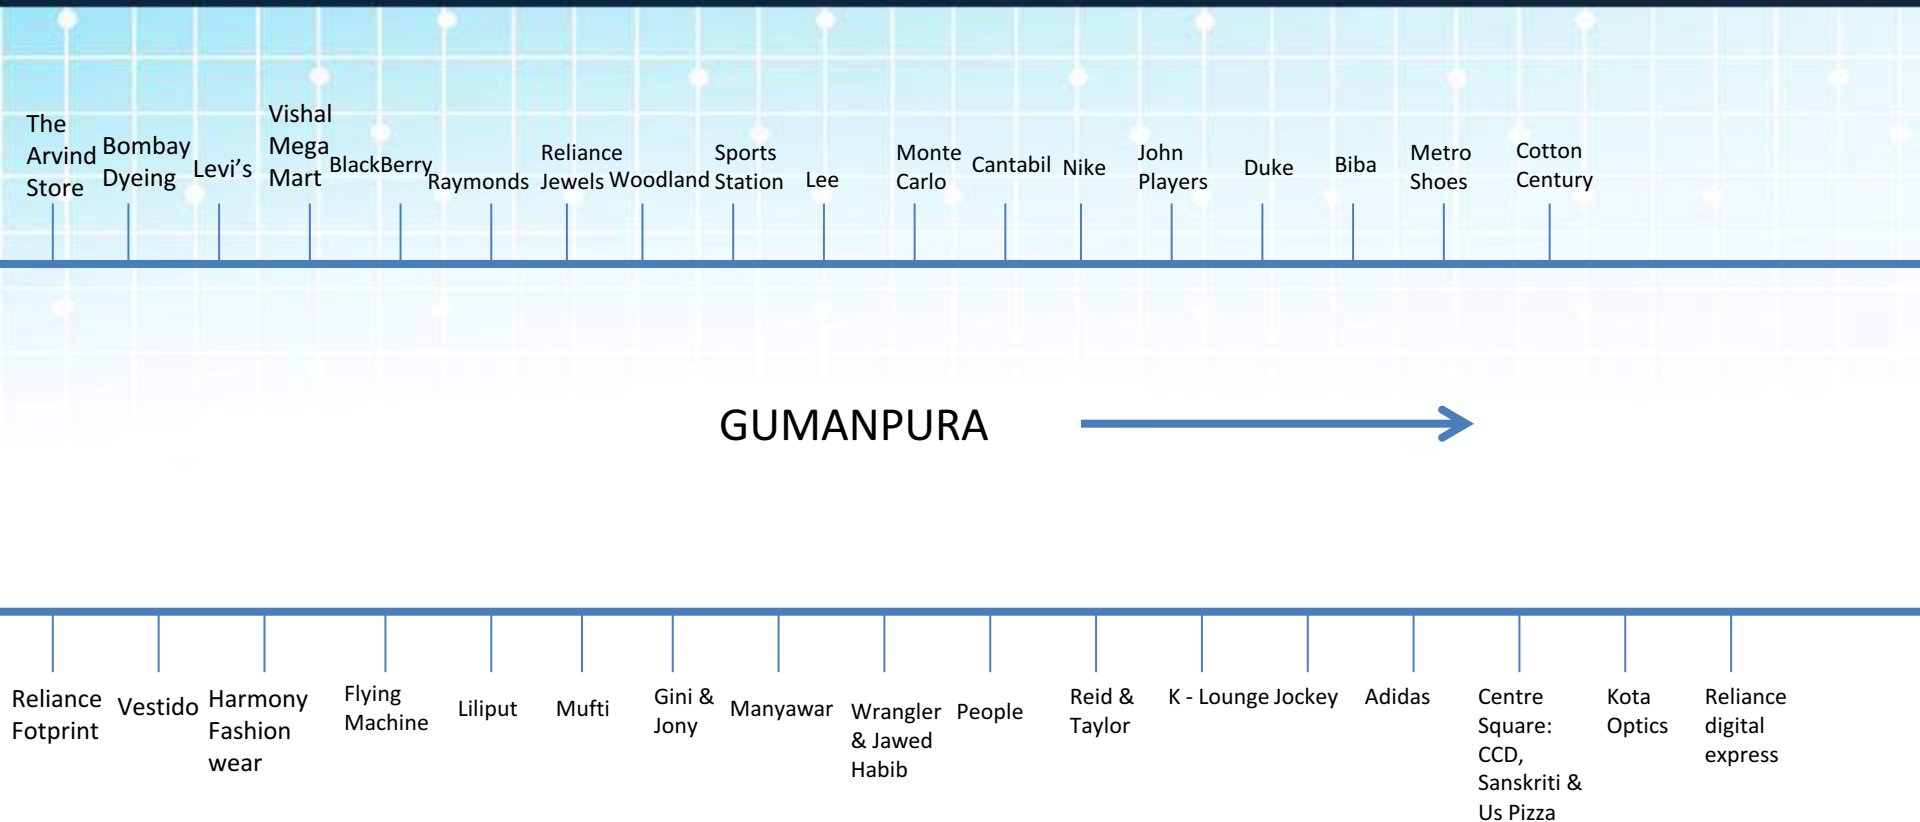 The
Arvind
Store
Bombay
Dyeing
Levi’s
Vishal
Mega
Mart
BlackBerry
Raymonds
Reliance
Jewels
Woodland
Sports
Station
Lee
Monte
Carlo
Cantabil
Nike
John
Players
Duke
Biba
Metro
Shoes
Cotton
Century
GUMANPURA
Reliance
Fotprint
Vestido
Harmony
Fashion
wear
Flying
Machine
Liliput
Mufti
Gini &
Jony
Manyawar
Wrangler
& Jawed
Habib
People
Reid &
Taylor
K - Lounge
Jockey
Adidas
Centre
Square:
CCD,
Sanskriti &
Us Pizza
Kota
Optics
Reliance
digital
express